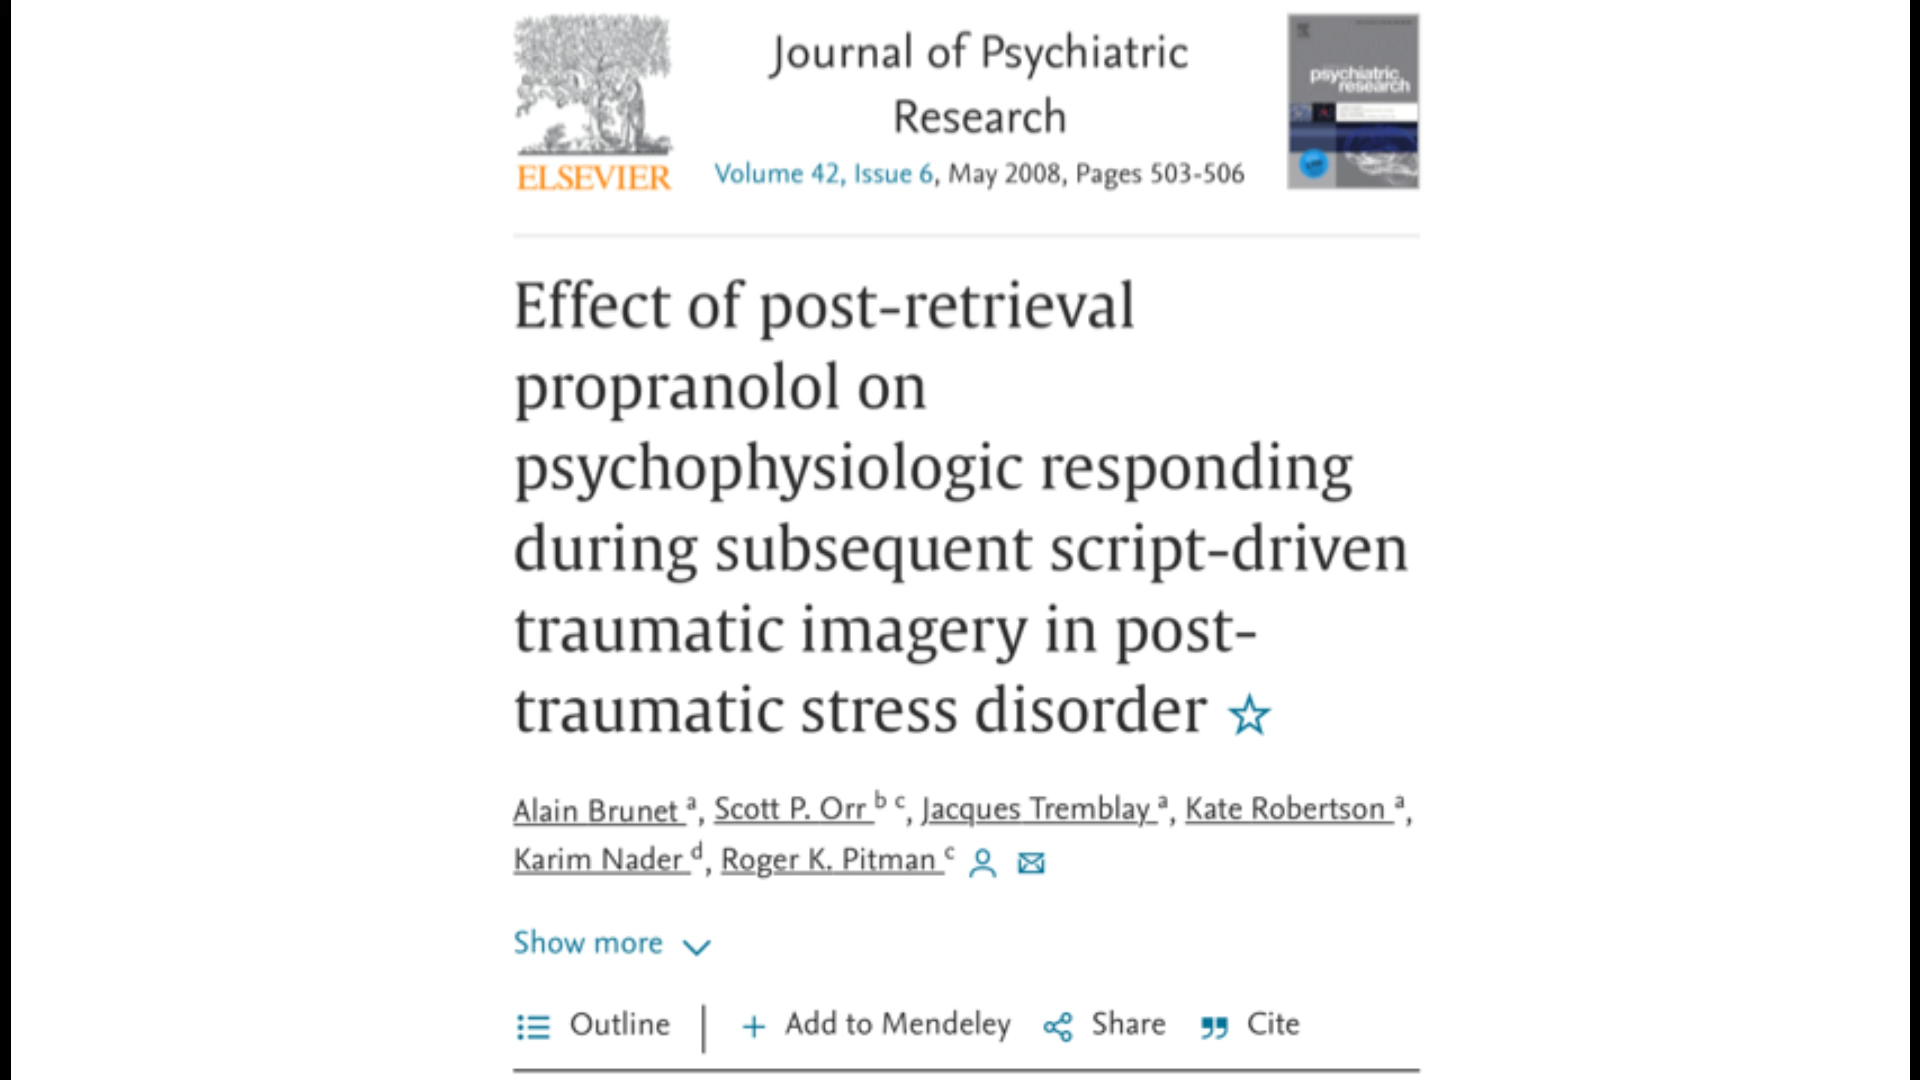 Journal of Psychiatric
Research
Volume 42, Issue 6, May 2008, Pages 503-506
ELSEVIER
psychiatric
research
Effect of post-retrieval
propranolol on
psychophysiologic responding
during subsequent script-driven
traumatic imagery in post-
traumatic stress disorder
Alain Brunet a, Scott P. Orr b c, Jacques Tremblay a, Kate Robertson a,
Karim Nader d, Roger K. Pitman c
Show more
Outline | + Add to Mendeley Share Cite